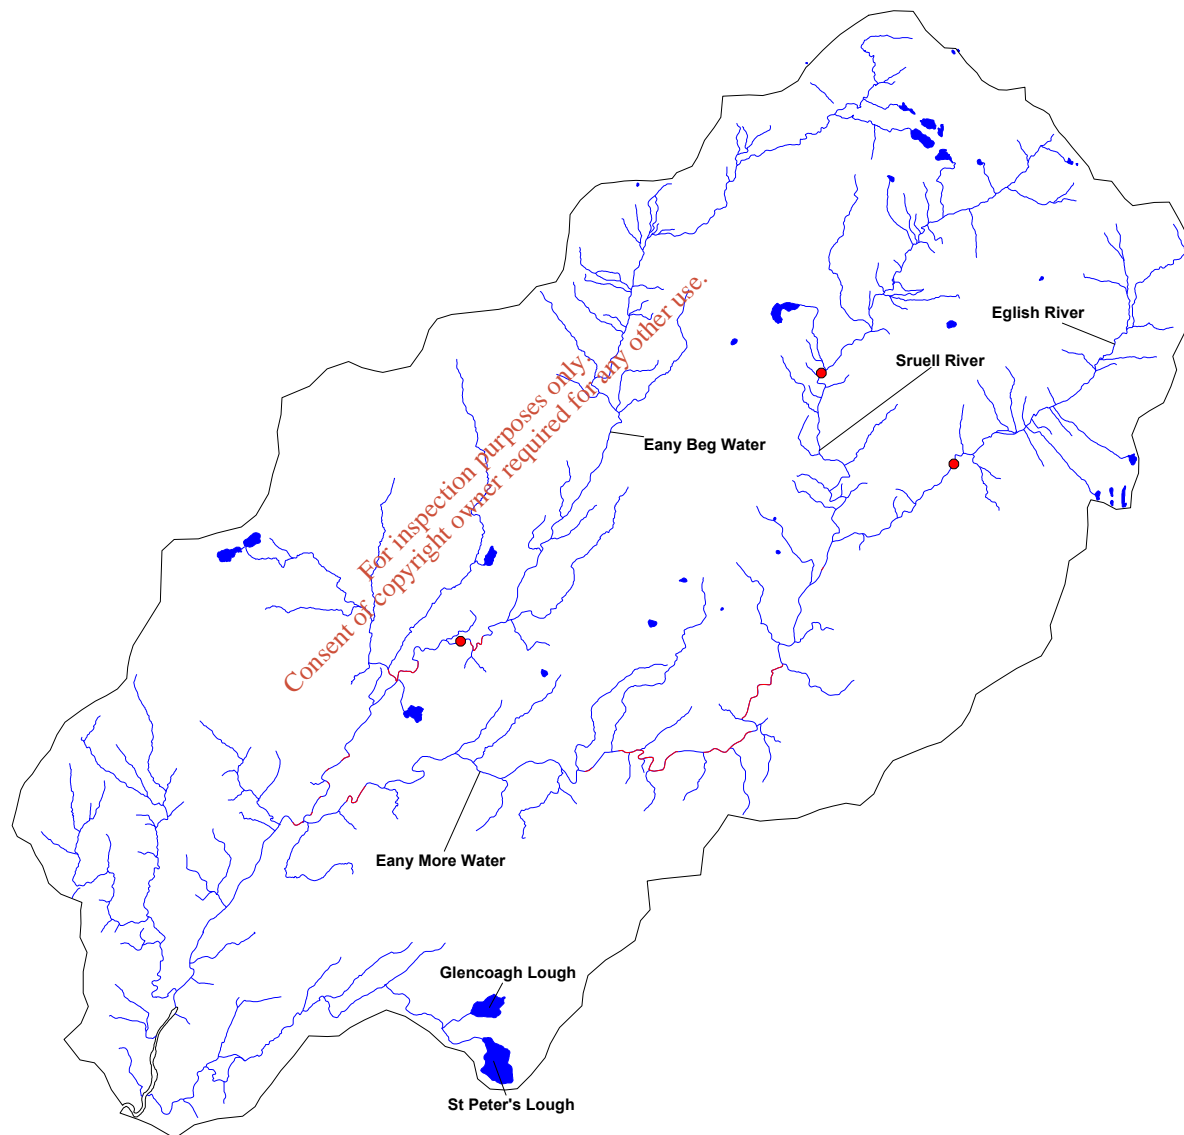 Eglish River
Sruell River
Eany Beg Water
For inspection purposes only.
Consent of copyright owner required for any other use.
Eany More Water
Glencoagh Lough
St Peter's Lough